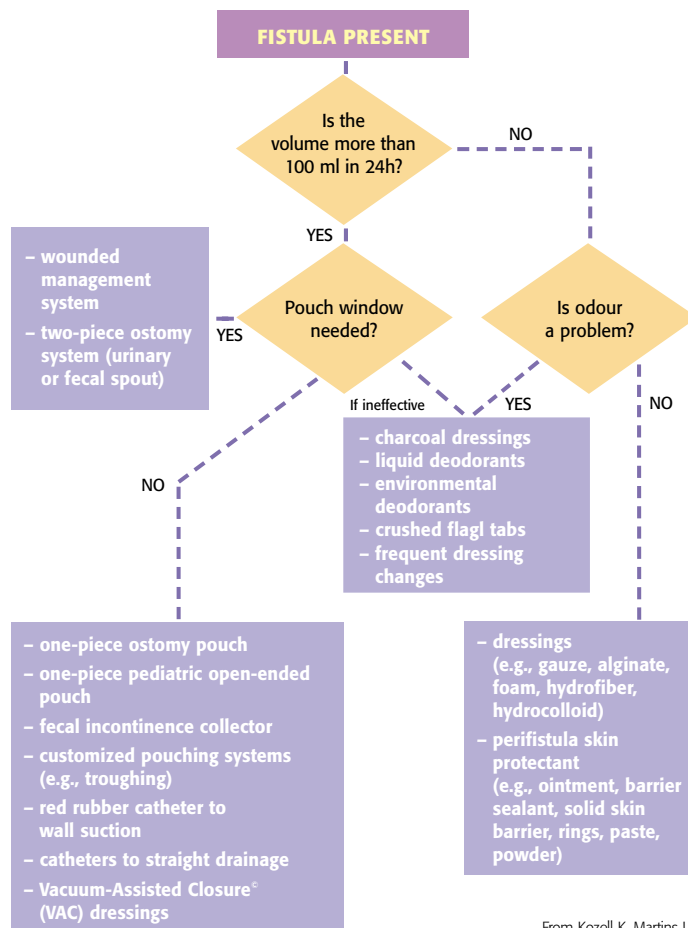 FISTULA PRESENT
Is the
volume more than
100 ml in 24h?
NO
YES
– wounded
management
system
– two-piece ostomy
system (urinary
or fecal spout)
YES
Pouch window
needed?
Is odour
a problem?
If ineffective
YES
NO
– charcoal dressings
– liquid deodorants
– environmental
deodorants
– crushed flagl tabs
– frequent dressing
changes
NO
– one-piece ostomy pouch
– one-piece pediatric open-ended
pouch
– fecal incontinence collector
– customized pouching systems
(e.g., troughing)
– red rubber catheter to
wall suction
– catheters to straight drainage
– Vacuum-Assisted Closure©
(VAC) dressings
– dressings
(e.g., gauze, alginate,
foam, hydrofiber,
hydrocolloid)
– perifistula skin
protectant
(e.g., ointment, barrier
sealant, solid skin
barrier, rings, paste,
powder)
From Kozell K, Martins L